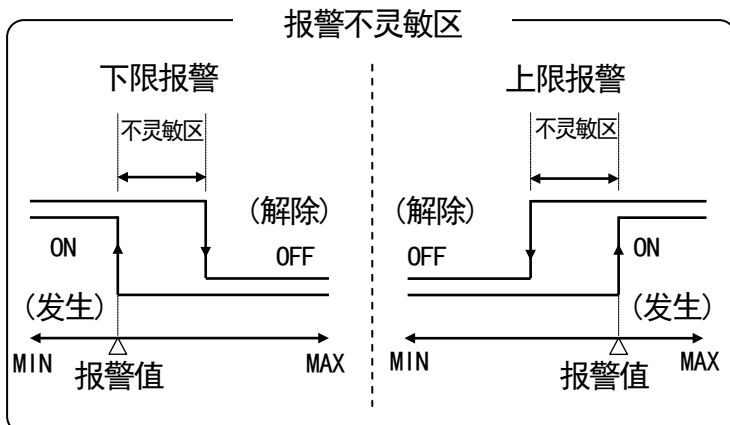 报警不灵敏区
下限报警
不灵敏区
(解除)
ON
OFF
(发生)
MIN
MAX
报警值
上限报警
不灵敏区
(解除)
OFF
ON
(发生)
MIN
MAX
报警值